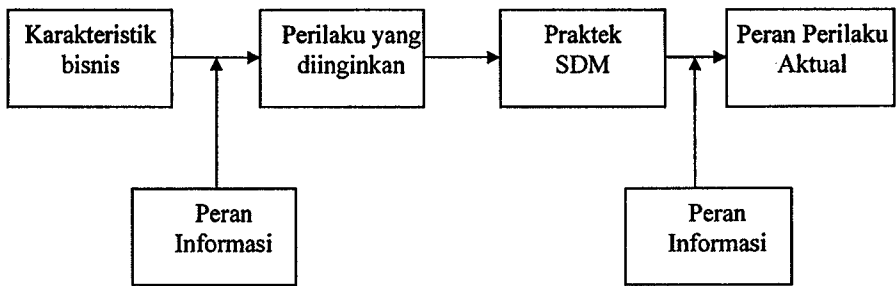 Karakteristik
bisnis
Perilaku yang
diinginkan
Praktek
SDM
Peran Perilaku
Aktual
Peran
Informasi
Peran
Informasi